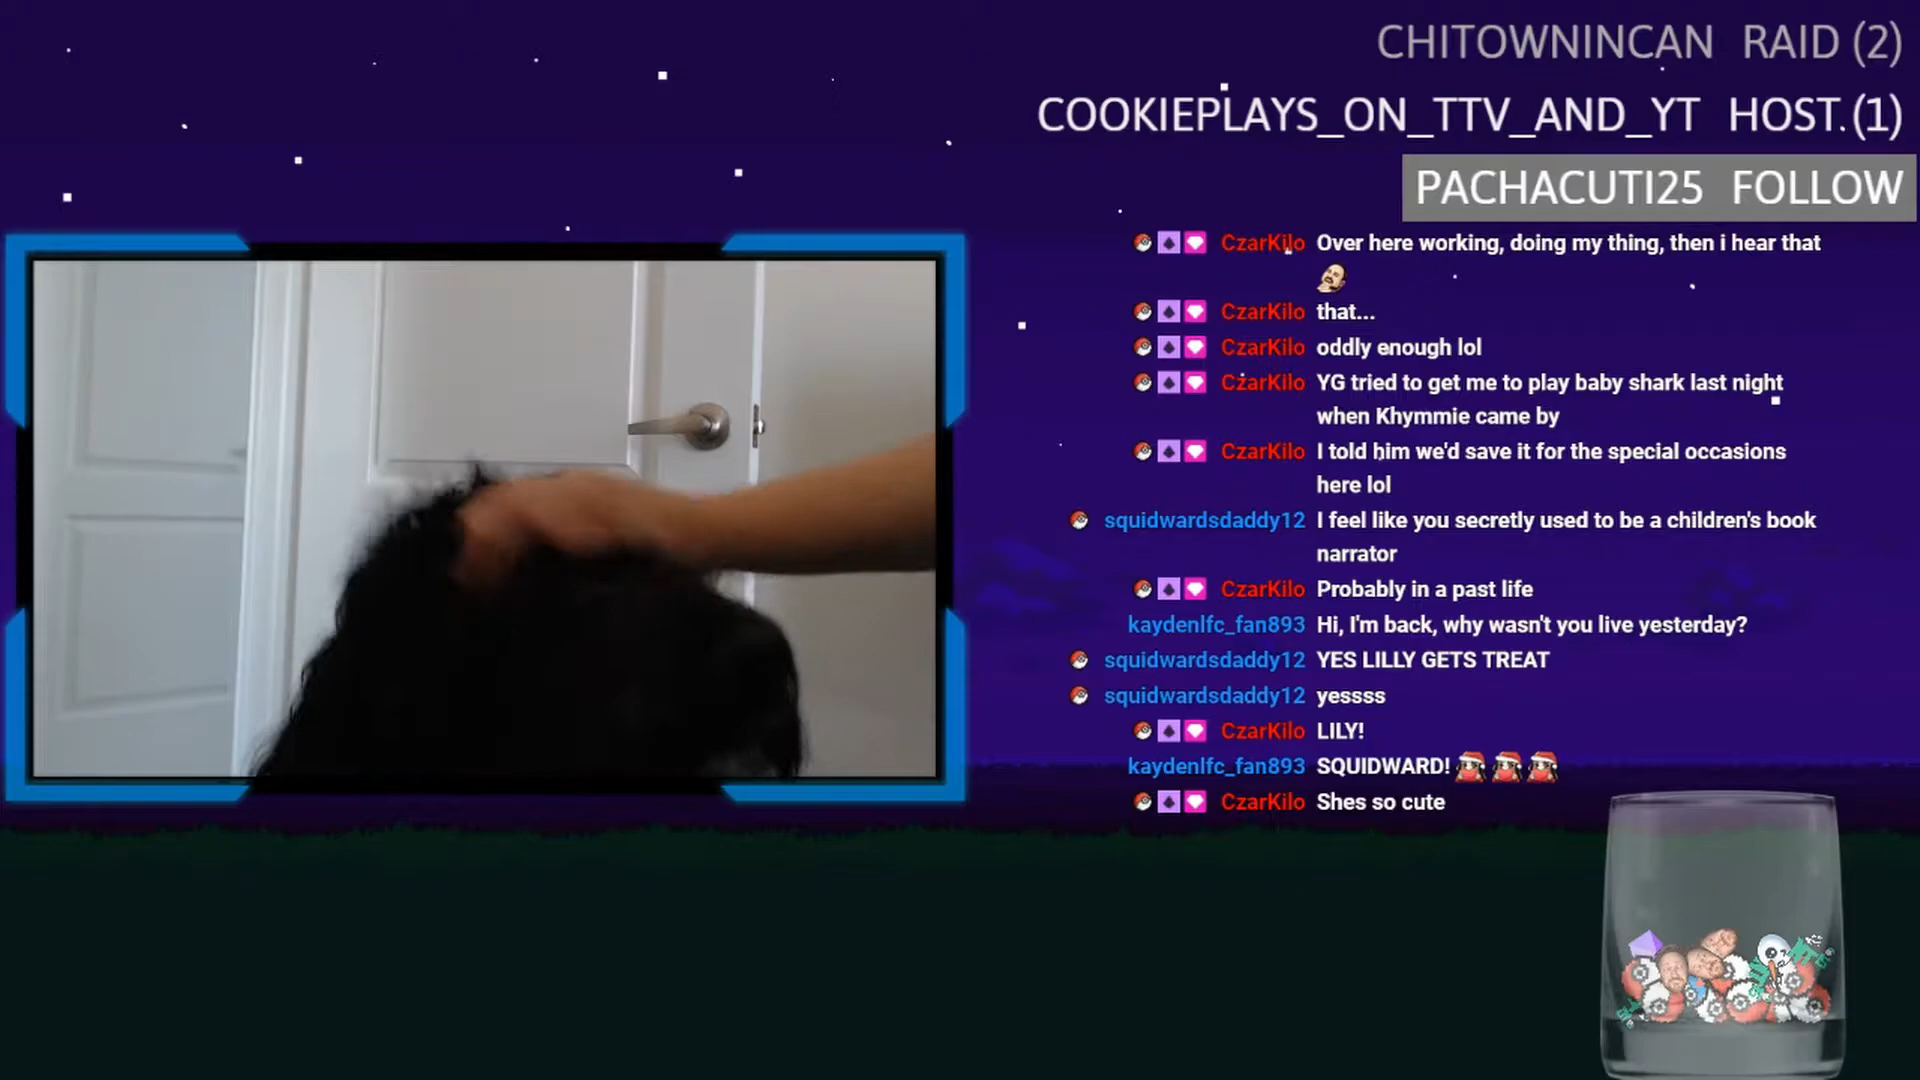 CHITOWNINCAN RAID (2)
COOKIEPLAYS_ON_TTV_AND_YT HOST (1)
PACHACUTI25 FOLLOW
CzarKilo Over here working, doing my thing, then i hear that
CzarKilo that...
CzarKilo oddly enough lol
CzarKilo YG tried to get me to play baby shark last night
when Khymmie came by
CzarKilo I told him we'd save it for the special occasions
here lol
squidwardsdaddy12 I feel like you secretly used to be a children's book
narrator
CzarKilo Probably in a past life
kaydenlfc_fan893 Hi, I'm back, why wasn't you live yesterday?
squidwardsdaddy12 YES LILLY GETS TREAT
squidwardsdaddy12 yessss
CzarKilo LILY!
kaydenlfc_fan893 SQUIDWARD!
CzarKilo Shes so cute